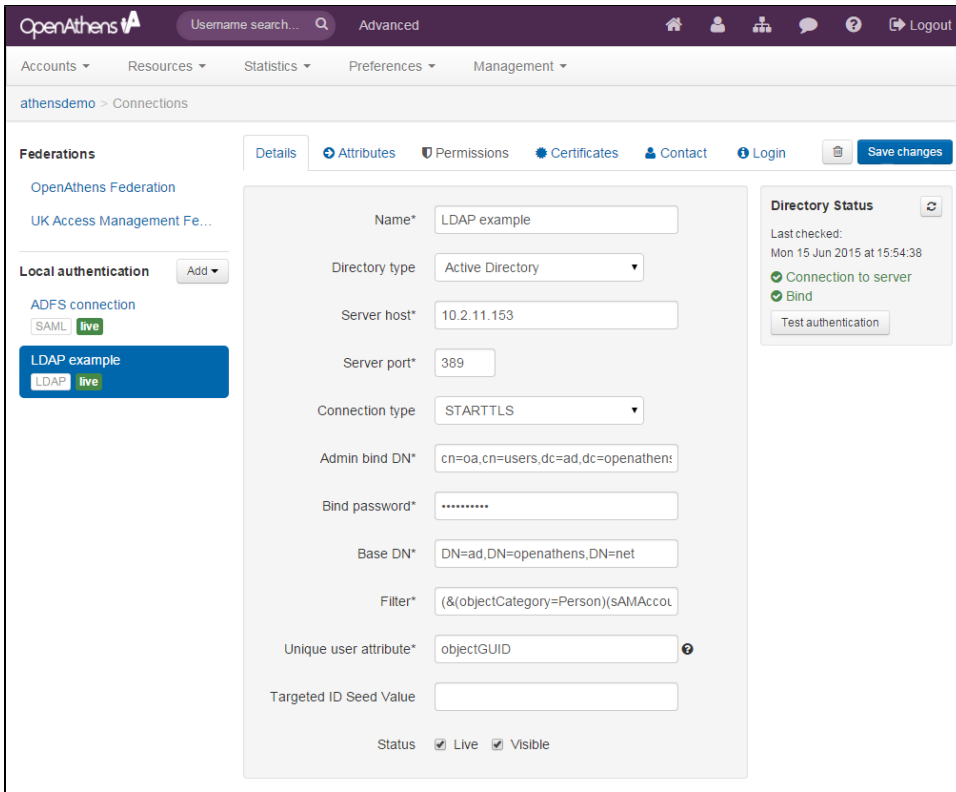 OpenAthens Username search... Advanced Logout
Accounts Resources Statistics Preferences Management
athensdemo > Connections
Federations
OpenAthens Federation
UK Access Management Fe...
Local authentication Add
ADFS connection
SAML live
LDAP example
LDAP live
Details Attributes Permissions Certificates Contact Login Save changes
Name* LDAP example
Directory type Active Directory
Server host* 10.2.11.153
Server port* 389
Connection type STARTTLS
Admin bind DN* cn=oa,cn=users,dc=ad,dc=openathens
Bind password* ••••••••••
Base DN* DN=ad,DN=openathens,DN=net
Filter* (&(objectCategory=Person)(sAMAccou
Unique user attribute* objectGUID
Targeted ID Seed Value
Status Live Visible
Directory Status
Last checked:
Mon 15 Jun 2015 at 15:54:38
Connection to server
Bind
Test authentication